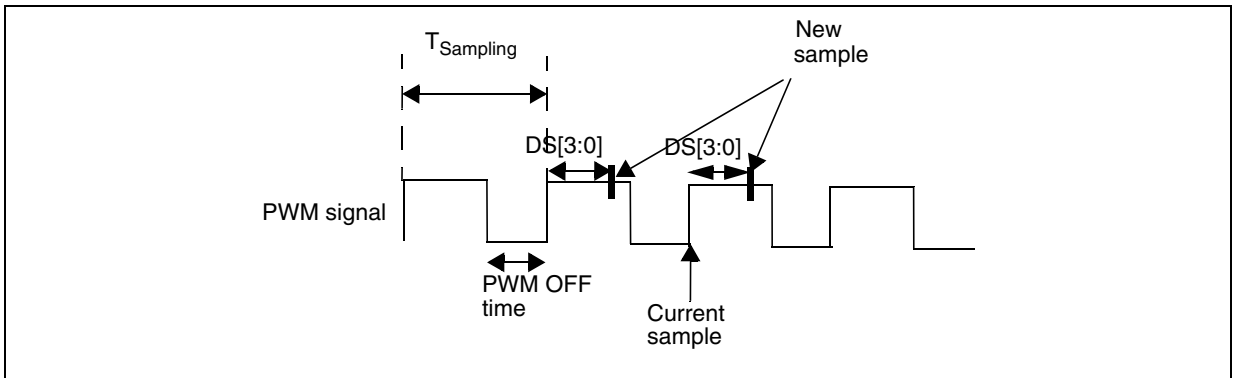 New
sample
TSampling
DS[3:0]
DS[3:0]
PWM signal
PWM OFF
time
Current
sample